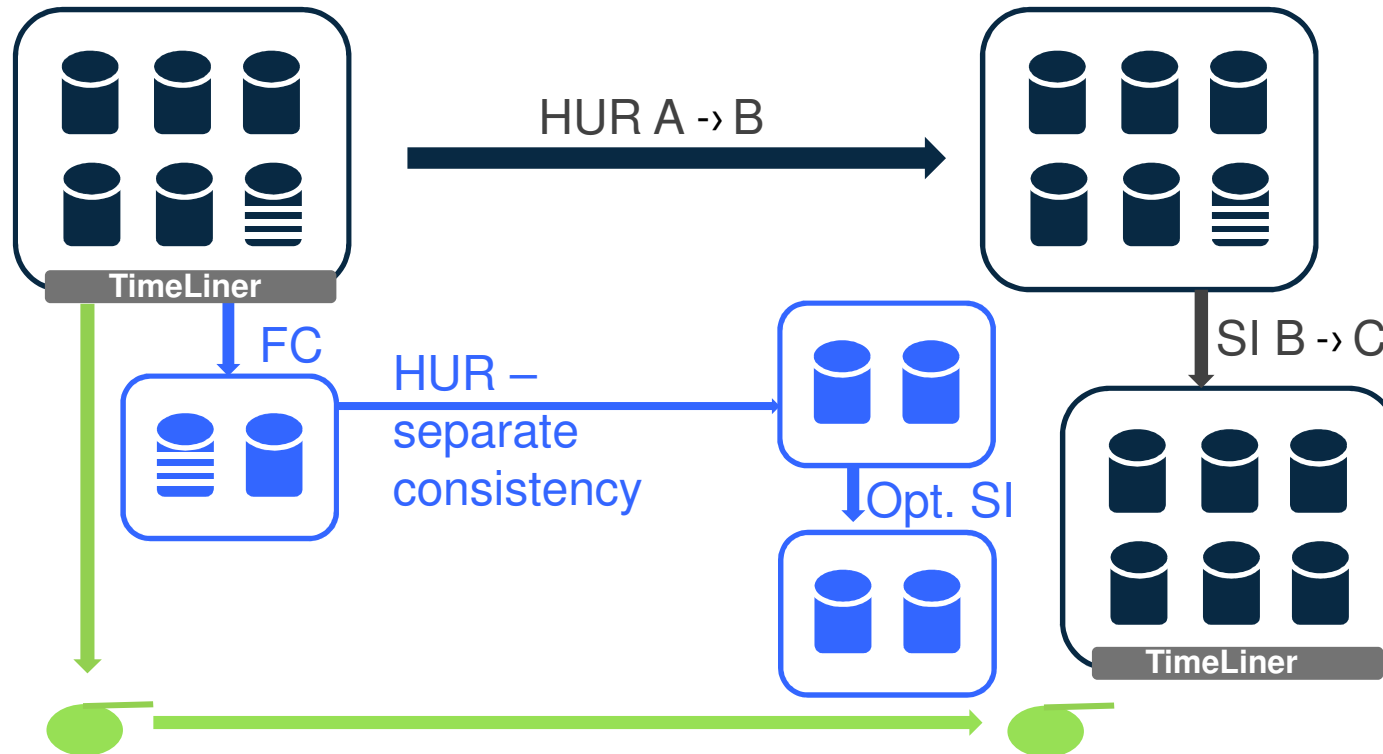 HUR A -> B
TimeLiner
FC
HUR –
separate
consistency
SI B -> C
Opt. SI
TimeLiner